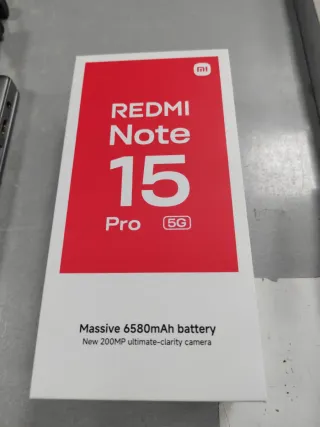 mi
REDMI
Note
15
Pro 5G
Massive 6580mAh battery
New 200MP ultimate-clarity camera